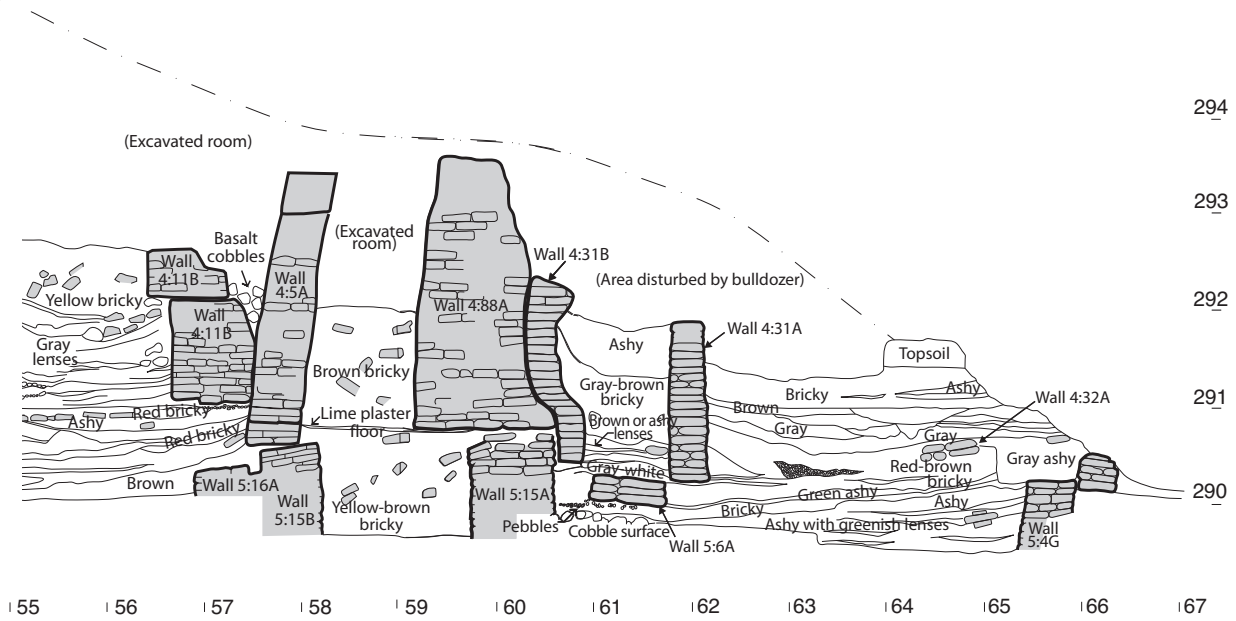 294
(Excavated room)
293
Basalt
cobbles
(Excavated
room)
Wall 4:31B
Wall
4:11B
Wall
4:5A
(Area disturbed by bulldozer)
Yellow bricky
292
Wall 4:88A
Wall
4:11B
Wall 4:31A
Gray
lenses
Ashy
Topsoil
Brown bricky
Gray-brown
bricky
Bricky
Ashy
Wall 4:32A
291
Red bricky
Lime plaster
floor
Brown
Ashy
Brown or ashy
lenses
Gray
Gray
Red bricky
Gray ashy
Gray-white
Red-brown
bricky
Brown
Wall 5:16A
Wall 5:15A
Green ashy
290
Ashy
Wall
5:15B
Yellow-brown
bricky
Bricky
Pebbles
Cobble surface
Ashy with greenish lenses
Wall
5:4G
Wall 5:6A
55 56 57 58 59 60 61 62 63 64 65 66 67